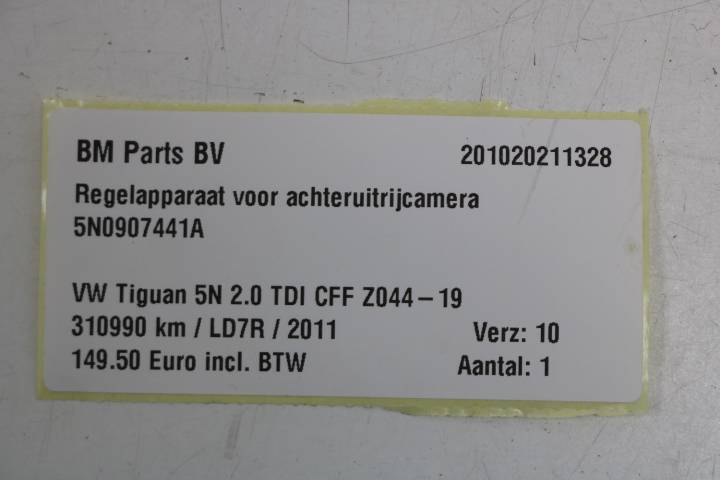 BM Parts BV 201020211328
Regelapparaat voor achteruitrijcamera
5N0907441A
VW Tiguan 5N 2.0 TDI CFF Z044-19
310990 km / LD7R / 2011 Verz: 10
149.50 Euro incl. BTW Aantal: 1